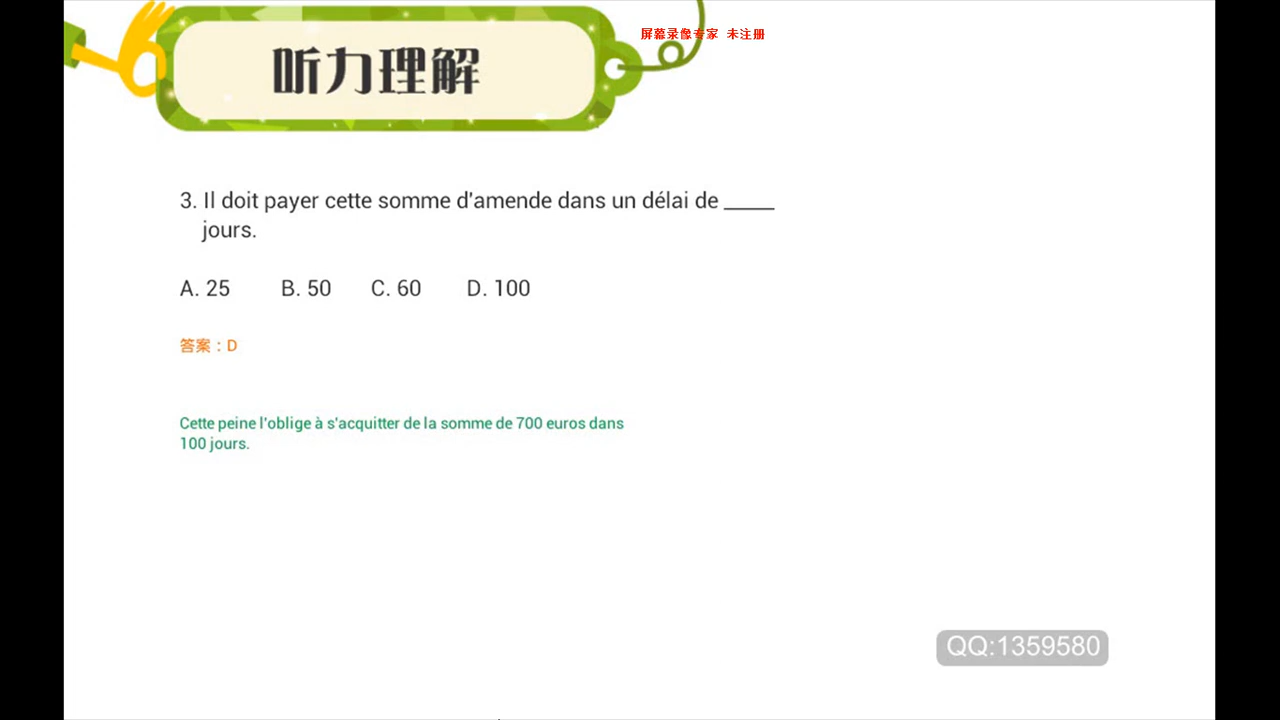 屏幕录像专家 未注册
听力理解
3. Il doit payer cette somme d'amende dans un délai de _____
jours.
A. 25 B. 50 C. 60 D. 100
答案：D
Cette peine l'oblige à s'acquitter de la somme de 700 euros dans
100 jours.
QQ:1359580